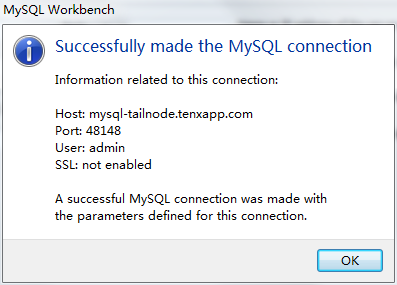 MySQL Workbench
Successfully made the MySQL connection
Information related to this connection:
Host: mysql-tailnode.tenxapp.com
Port: 48148
User: admin
SSL: not enabled
A successful MySQL connection was made with
the parameters defined for this connection.
OK